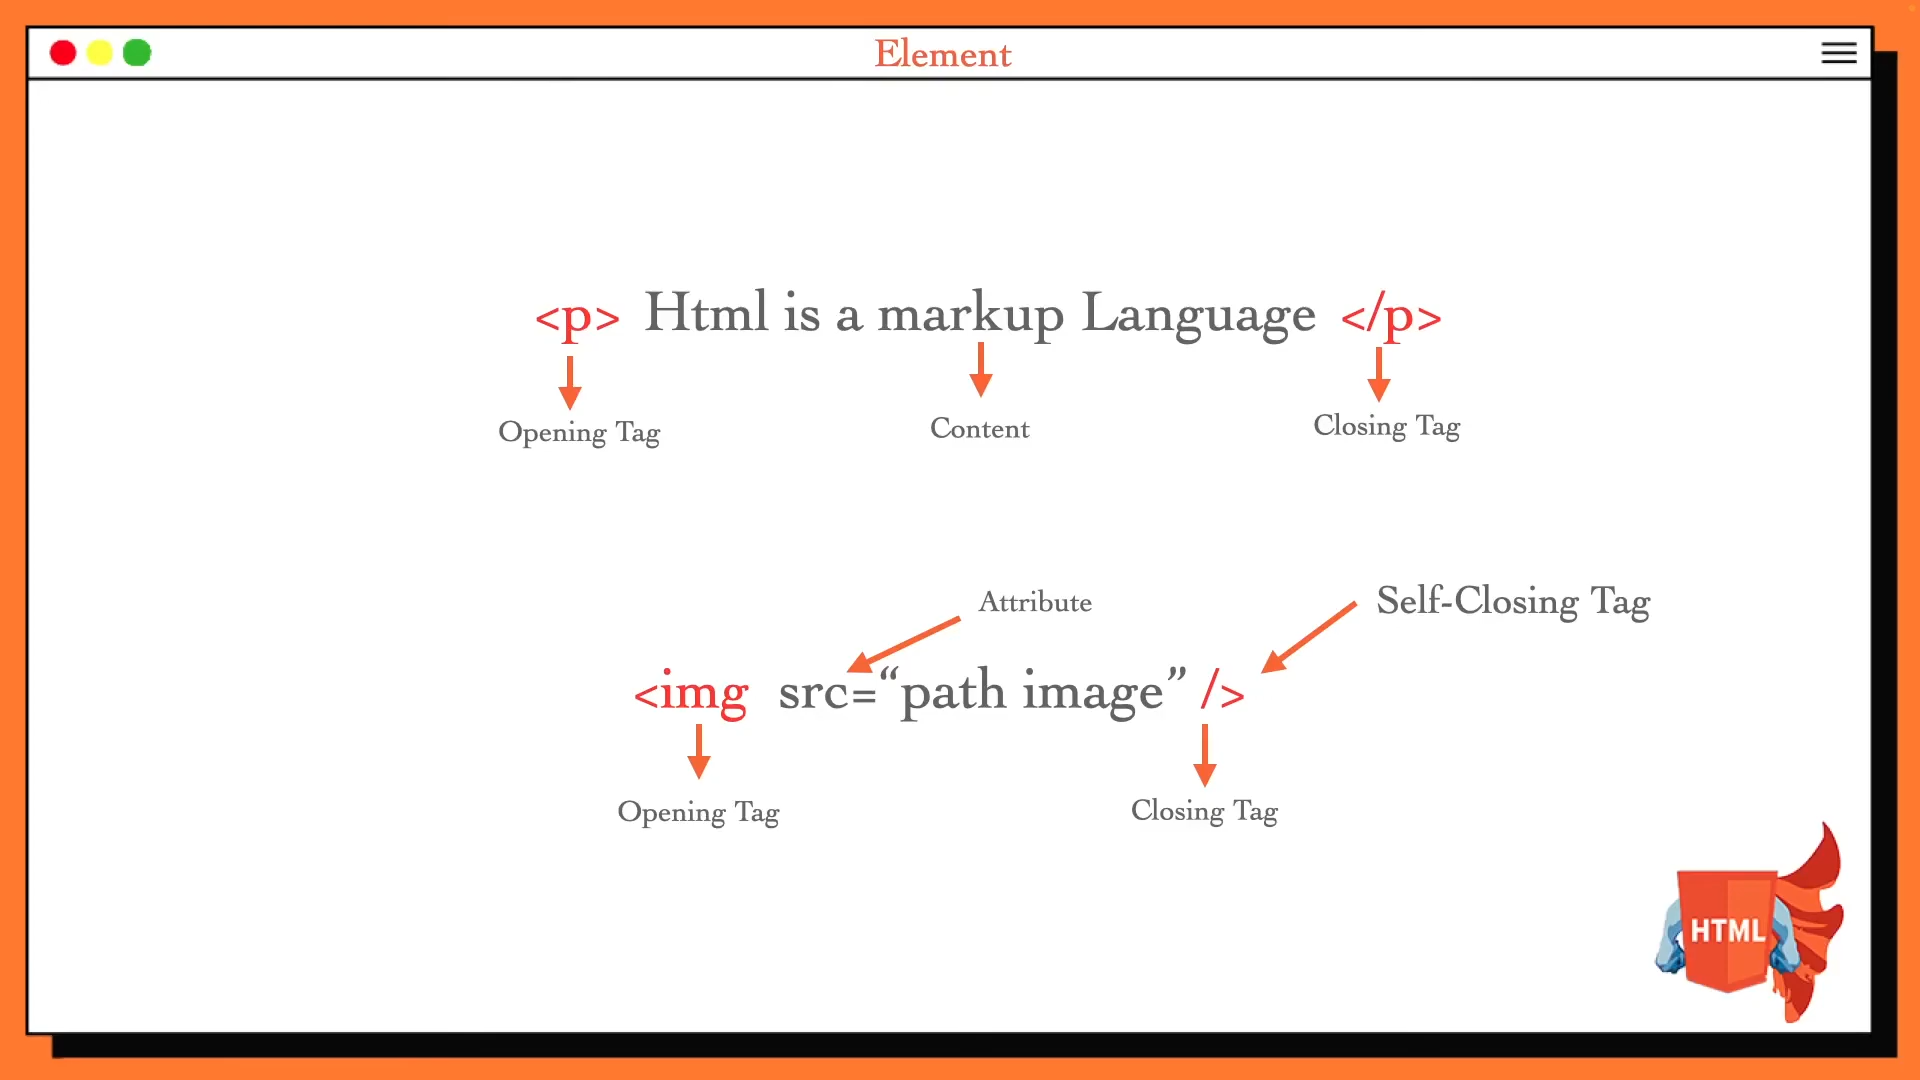 Element
<p> Html is a markup Language </p>
Opening Tag
Content
Closing Tag
Attribute
Self-Closing Tag
<img src=“path image” />
Opening Tag
Closing Tag
HTML